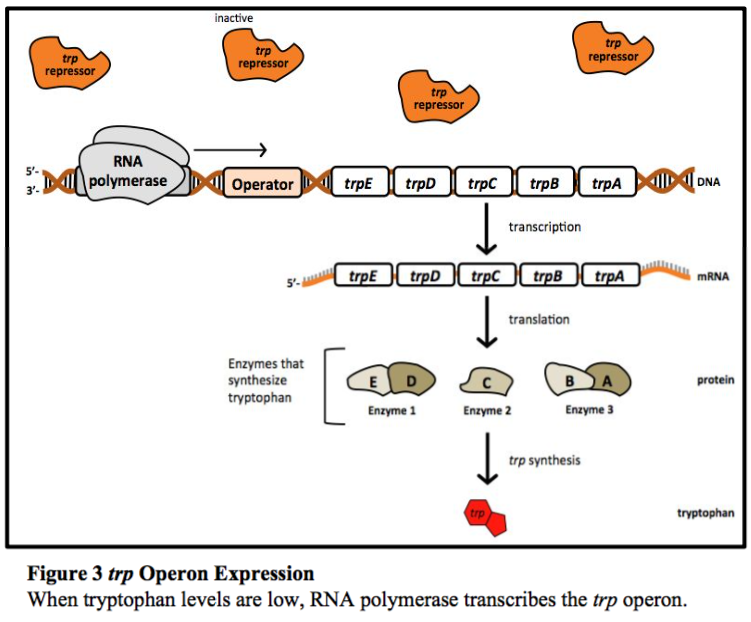 inactive
trp
repressor
trp
repressor
trp
repressor
trp
repressor
RNA
polymerase
5′-
3′-
Operator
trpE
trpD
trpC
trpB
trpA
DNA
transcription
5′-
trpE
trpD
trpC
trpB
trpA
mRNA
translation
Enzymes that
synthesize
tryptophan
E
D
C
B
A
protein
Enzyme 1
Enzyme 2
Enzyme 3
trp synthesis
trp
tryptophan
Figure 3 trp Operon Expression
When tryptophan levels are low, RNA polymerase transcribes the trp operon.